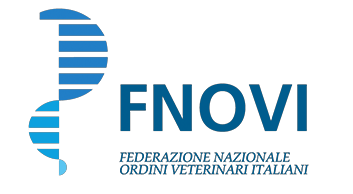 FNOVI
FEDERAZIONE NAZIONALE
ORDINI VETERINARI ITALIANI